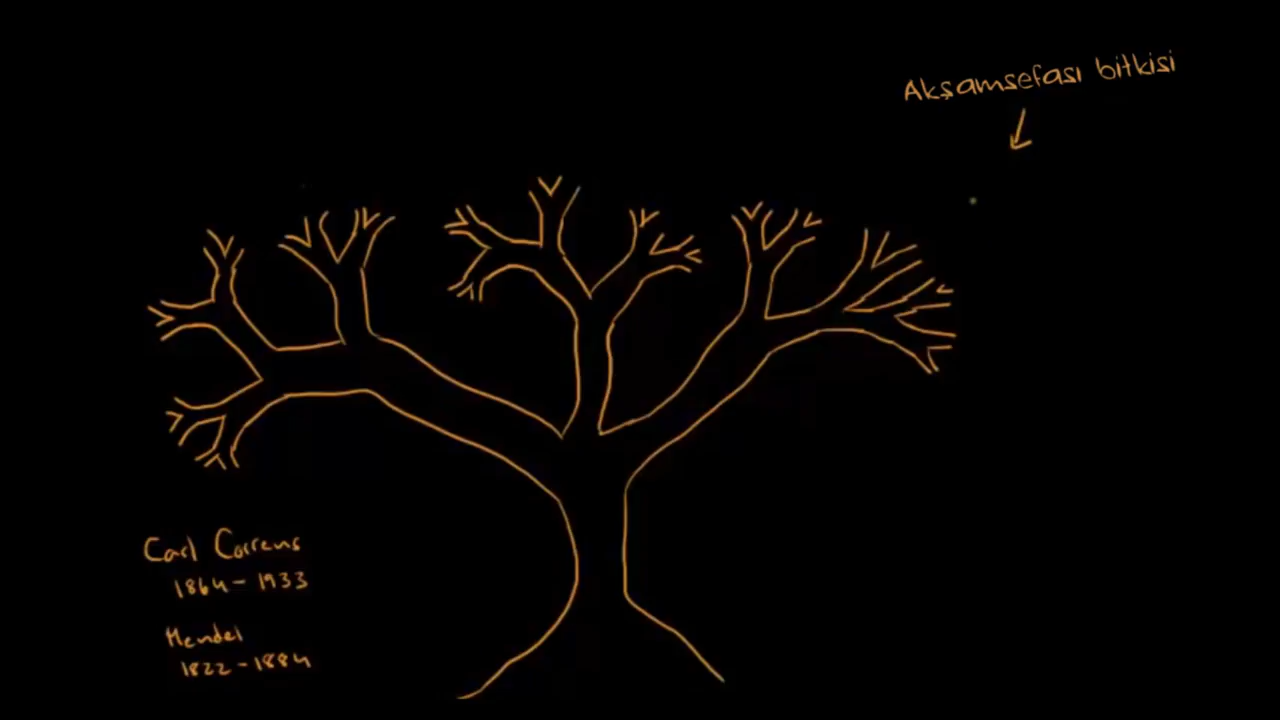 Akşamsefası bitkisi
Carl Correns
1864-1933
Mendel
1822-1884